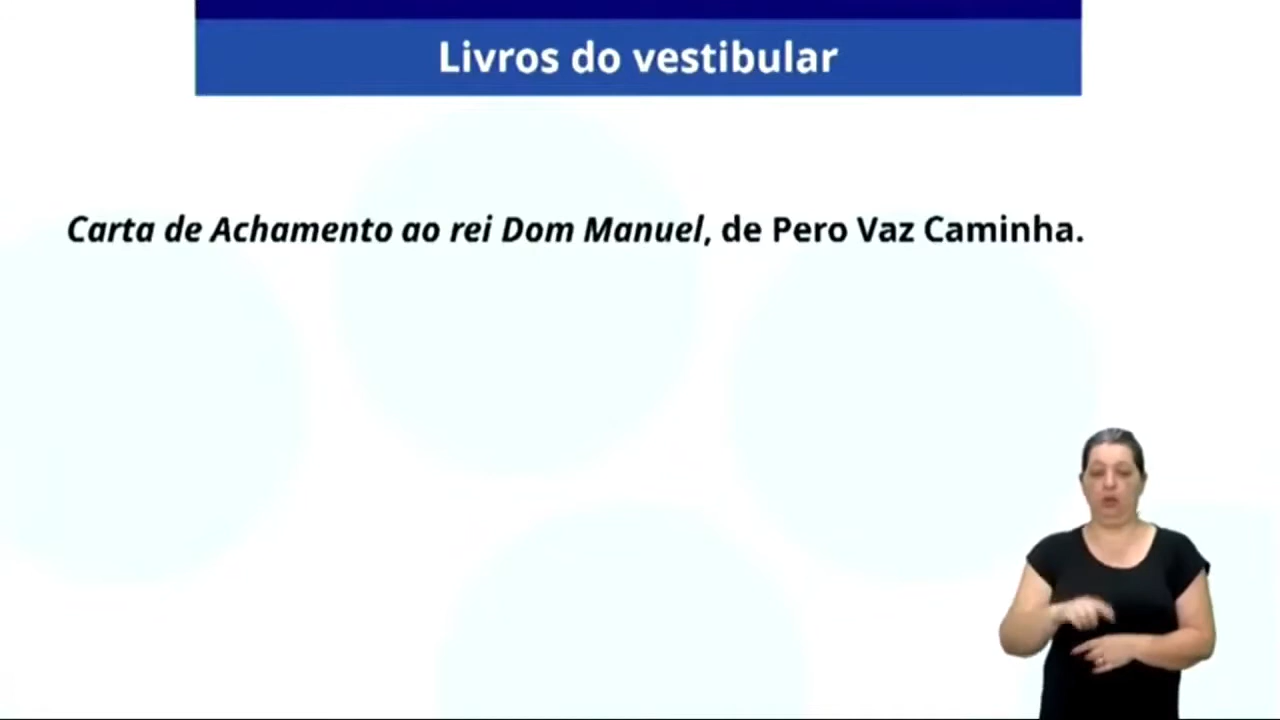 Livros do vestibular
Carta de Achamento ao rei Dom Manuel, de Pero Vaz Caminha.